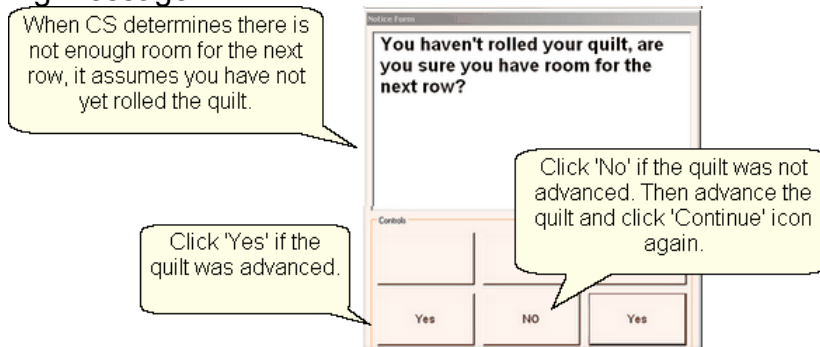 When CS determines there is
not enough room for the next
row, it assumes you have not
yet rolled the quilt.
Notice Form
You haven't rolled your quilt, are
you sure you have room for the
next row?
Click 'No' if the quilt was not
advanced. Then advance the
quilt and click 'Continue' icon
again.
Controls
Click 'Yes' if the
quilt was advanced.
Yes
NO
Yes